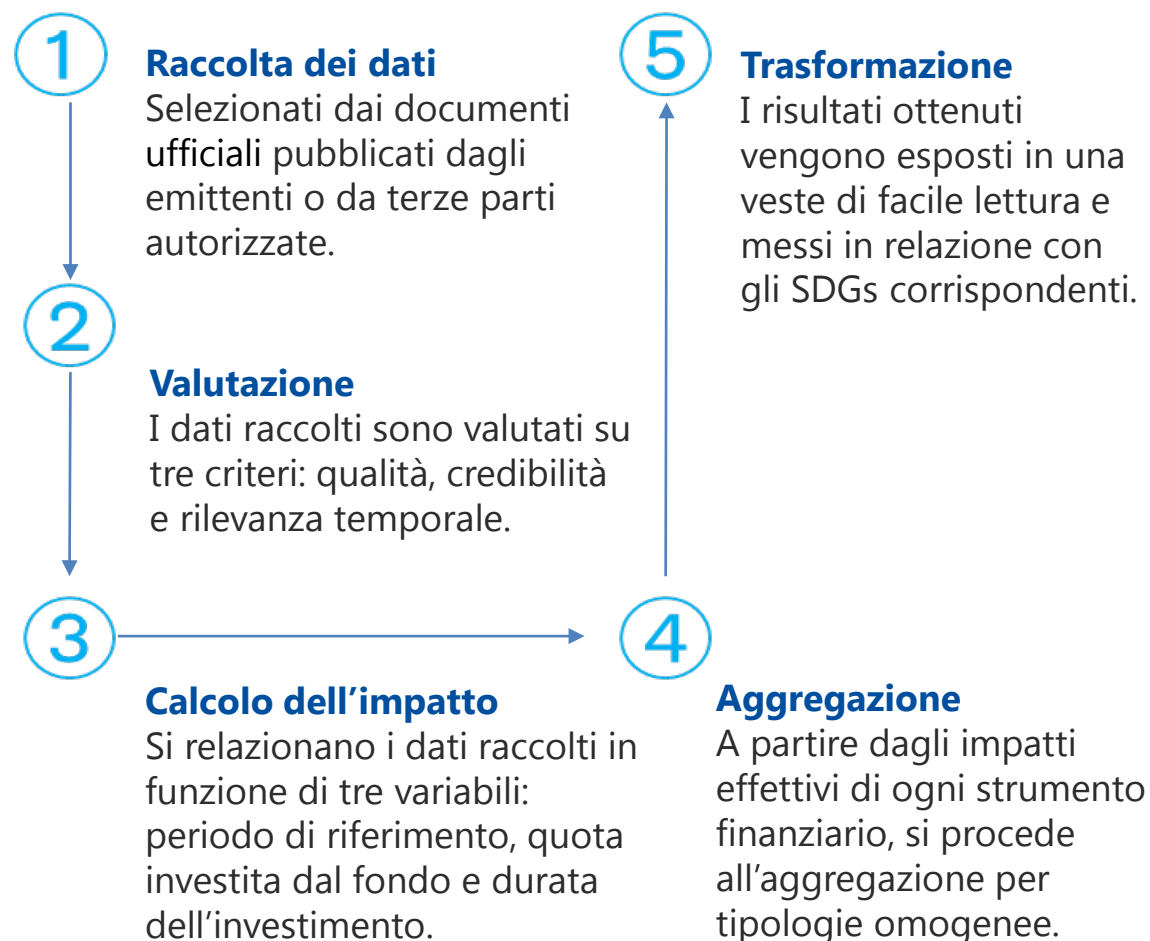 1
Raccolta dei dati
Selezionati dai documenti
ufficiali pubblicati dagli
emittenti o da terze parti
autorizzate.
2
Valutazione
I dati raccolti sono valutati su
tre criteri: qualità, credibilità
e rilevanza temporale.
3
Calcolo dell’impatto
Si relazionano i dati raccolti in
funzione di tre variabili:
periodo di riferimento, quota
investita dal fondo e durata
dell’investimento.
4
Aggregazione
A partire dagli impatti
effettivi di ogni strumento
finanziario, si procede
all’aggregazione per
tipologie omogenee.
5
Trasformazione
I risultati ottenuti
vengono esposti in una
veste di facile lettura e
messi in relazione con
gli SDGs corrispondenti.